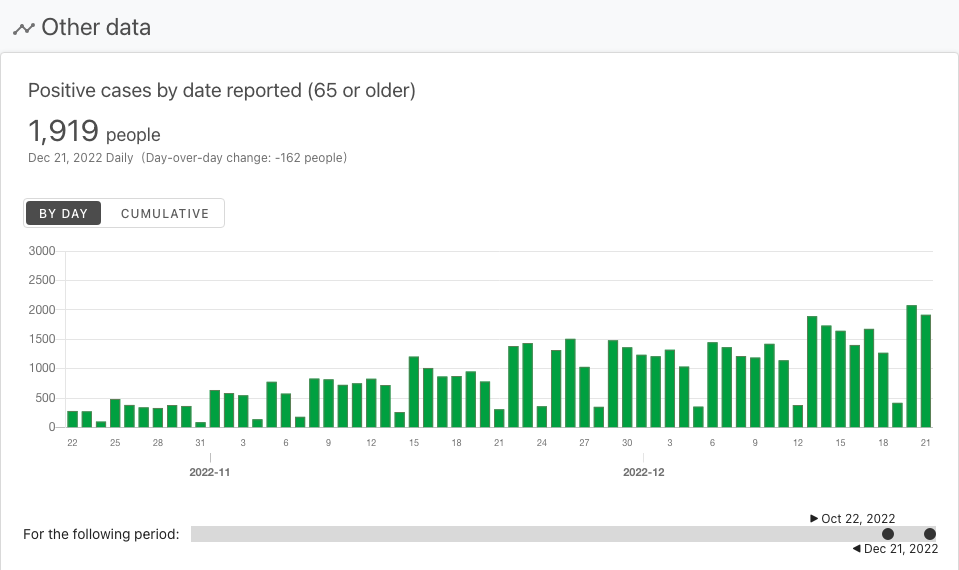 Other data
Positive cases by date reported (65 or older)
1,919 people
Dec 21, 2022 Daily (Day-over-day change: -162 people)
BY DAY CUMULATIVE
3000
2500
2000
1500
1000
500
0
22 25 28 31 3 6 9 12 15 18 21 24 27 30 3 6 9 12 15 18 21
2022-11 2022-12
Oct 22, 2022
For the following period:
Dec 21, 2022